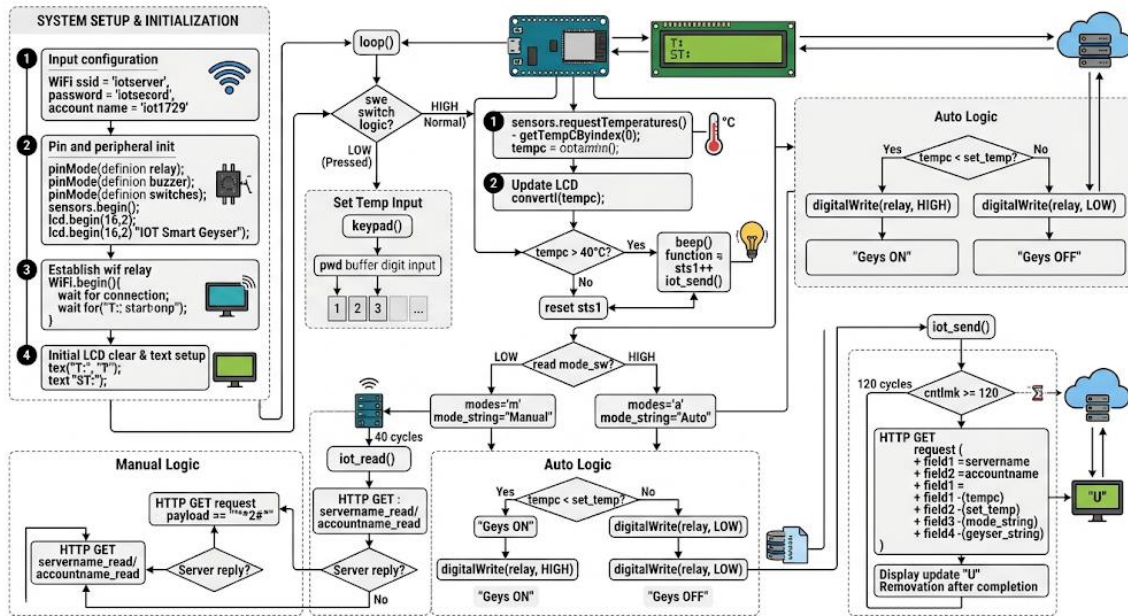 SYSTEM SETUP & INITIALIZATION
1
Input configuration
WiFi ssid = 'iotserver',
password = 'iotsecord',
account name = 'iot1729'
2
Pin and peripheral init
pinMode(definion relay);
pinMode(definion buzzer);
pinMode(definion switches);
sensors.begin();
lcd.begin(16,2);
lcd.begin(16,2) "IOT Smart Geyser");
3
Establish wif relay
WiFi.begin(){
wait for connection;
wait for("T:;
}
4
Initial LCD clear & text setup
tex("T:", "T");
text "ST:");
loop()
swe
switch
logic?
HIGH
Normal)
LOW
(Pressed)
Set Temp Input
keypad()
pwd buffer digit input
1
2
3
...
T:
ST:
1
sensors.requestTemperatures()
- getTempCByindex(0);
tempc =
°C
2
Update LCD
convertI(tempc);
tempc > 40°C?
Yes
No
beep()
function =
sts1++
iot_send()
reset sts1
read mode_sw?
LOW
HIGH
modes='m'
mode_string="Manual"
modes='a'
mode_string="Auto"
Auto Logic
tempc < set_temp?
Yes
No
digitalWrite(relay, HIGH)
digitalWrite(relay, LOW)
"Geys ON"
"Geys OFF"
40 cycles
iot_read()
HTTP GET :
servername_read/
accountname_read
Server reply?
No
Manual Logic
HTTP GET request
payload ==
HTTP GET
servername_read/
accountname_read
Server reply?
Auto Logic
tempc < set_temp?
Yes
No
"Geys ON"
digitalWrite(relay, LOW)
digitalWrite(relay, HIGH)
digitalWrite(relay, LOW)
"Geys ON"
"Geys OFF"
iot_send()
120 cycles
cntlmk >= 120
Σ
HTTP GET
request (
+ field1 =servername
+ field2 =accountname
+ field1 =
+ field1 -(tempc)
+ field2 -(set_temp)
+ field3 -(mode_string)
+ field4 -(geyser_string)
)
"U"
Display update "U"
Removation after completion